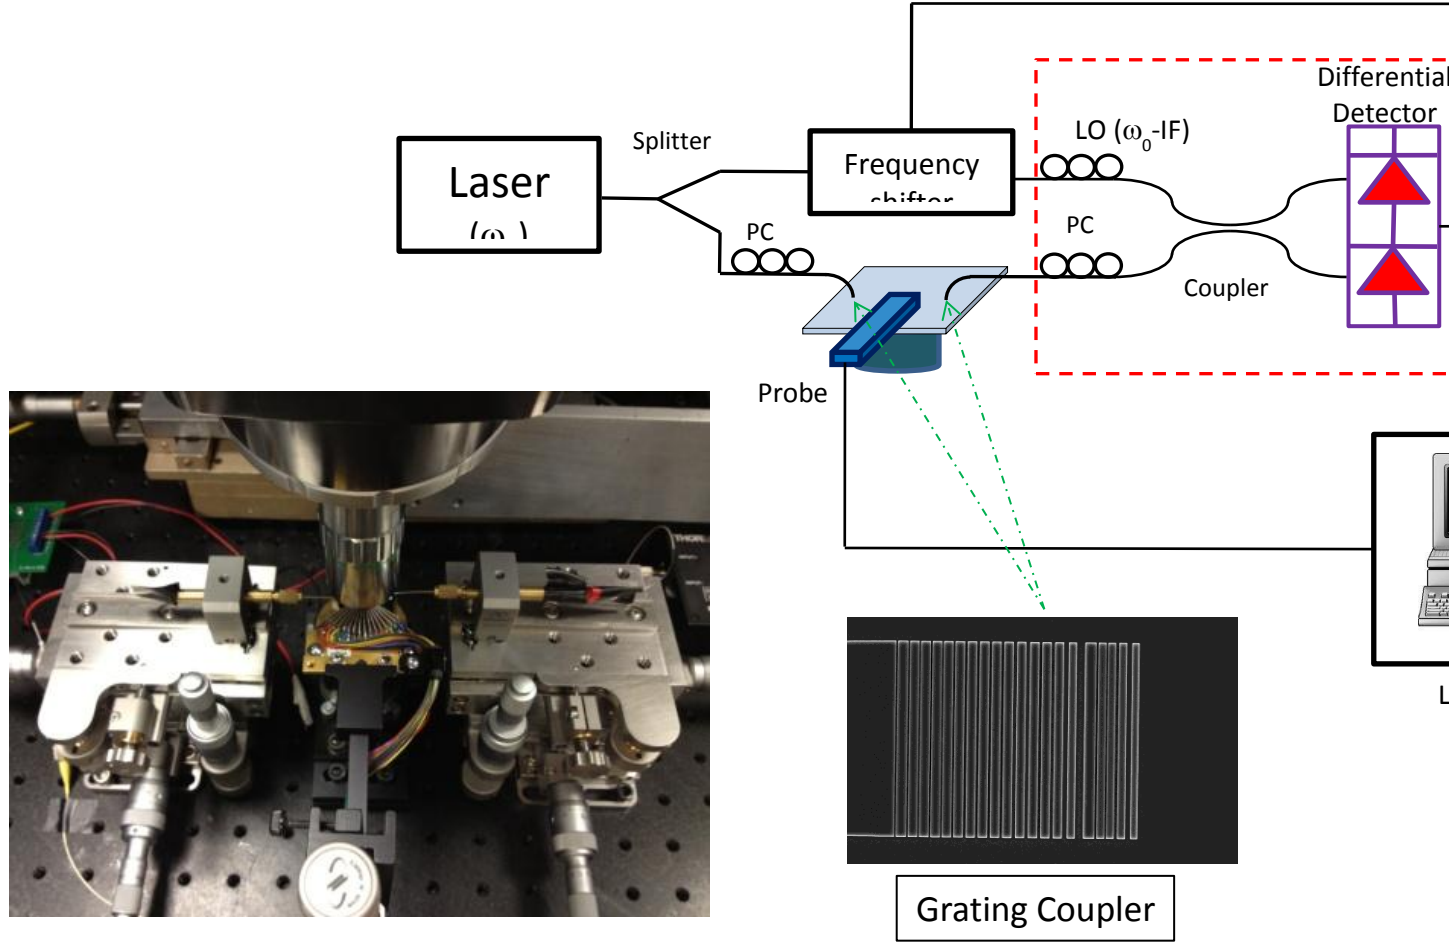 Differential
Detector
LO (ω₀-IF)
Splitter
Laser
Frequency
PC
PC
Coupler
Probe
L
Grating Coupler